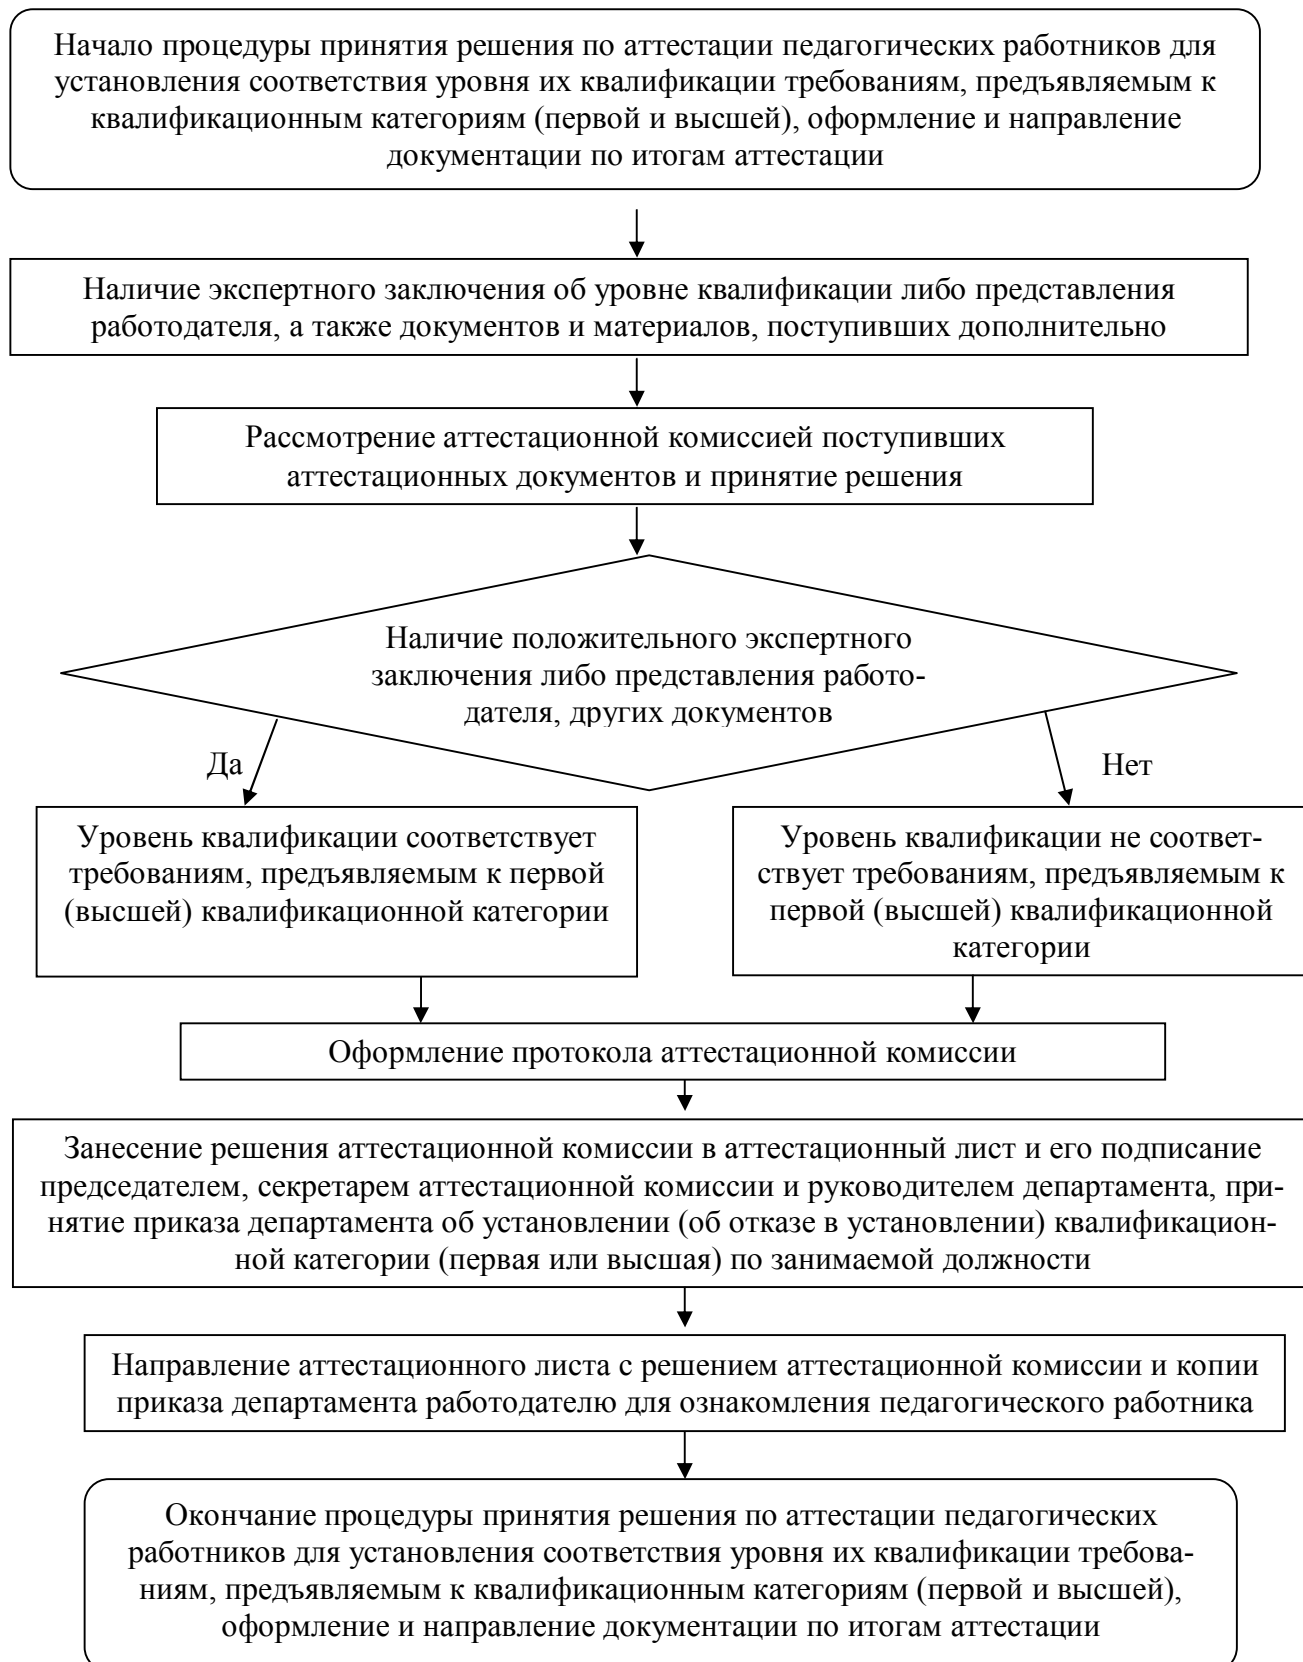 Начало процедуры принятия решения по аттестации педагогических работников для
установления соответствия уровня их квалификации требованиям, предъявляемым к
квалификационным категориям (первой и высшей), оформление и направление
документации по итогам аттестации
Наличие экспертного заключения об уровне квалификации либо представления
работодателя, а также документов и материалов, поступивших дополнительно
Рассмотрение аттестационной комиссией поступивших
аттестационных документов и принятие решения
Наличие положительного экспертного
заключения либо представления работо-
дателя, других документов
Да
Нет
Уровень квалификации соответствует
требованиям, предъявляемым к первой
(высшей) квалификационной категории
Уровень квалификации не соответ-
ствует требованиям, предъявляемым к
первой (высшей) квалификационной
категории
Оформление протокола аттестационной комиссии
Занесение решения аттестационной комиссии в аттестационный лист и его подписание
председателем, секретарем аттестационной комиссии и руководителем департамента, при-
нятие приказа департамента об установлении (об отказе в установлении) квалификацион-
ной категории (первая или высшая) по занимаемой должности
Направление аттестационного листа с решением аттестационной комиссии и копии
приказа департамента работодателю для ознакомления педагогического работника
Окончание процедуры принятия решения по аттестации педагогических
работников для установления соответствия уровня их квалификации требова-
ниям, предъявляемым к квалификационным категориям (первой и высшей),
оформление и направление документации по итогам аттестации